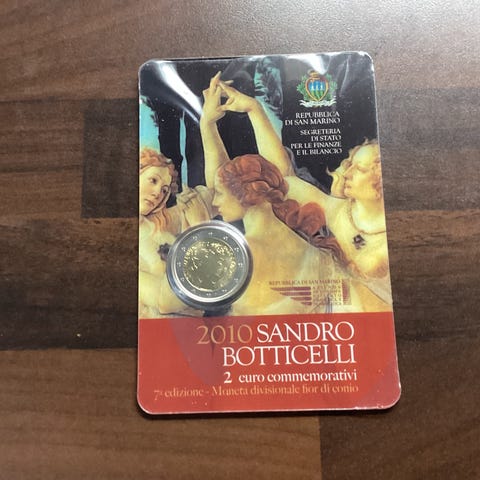 REPUBBLICA
DI SAN MARINO
SEGRETERIA
DI STATO
PER LE FINANZE
E IL BILANCIO
REPUBBLICA DI SAN MARINO
2010 SANDRO
BOTTICELLI
2 euro commemorativi
7ª edizione - Moneta divisionale fior di conio